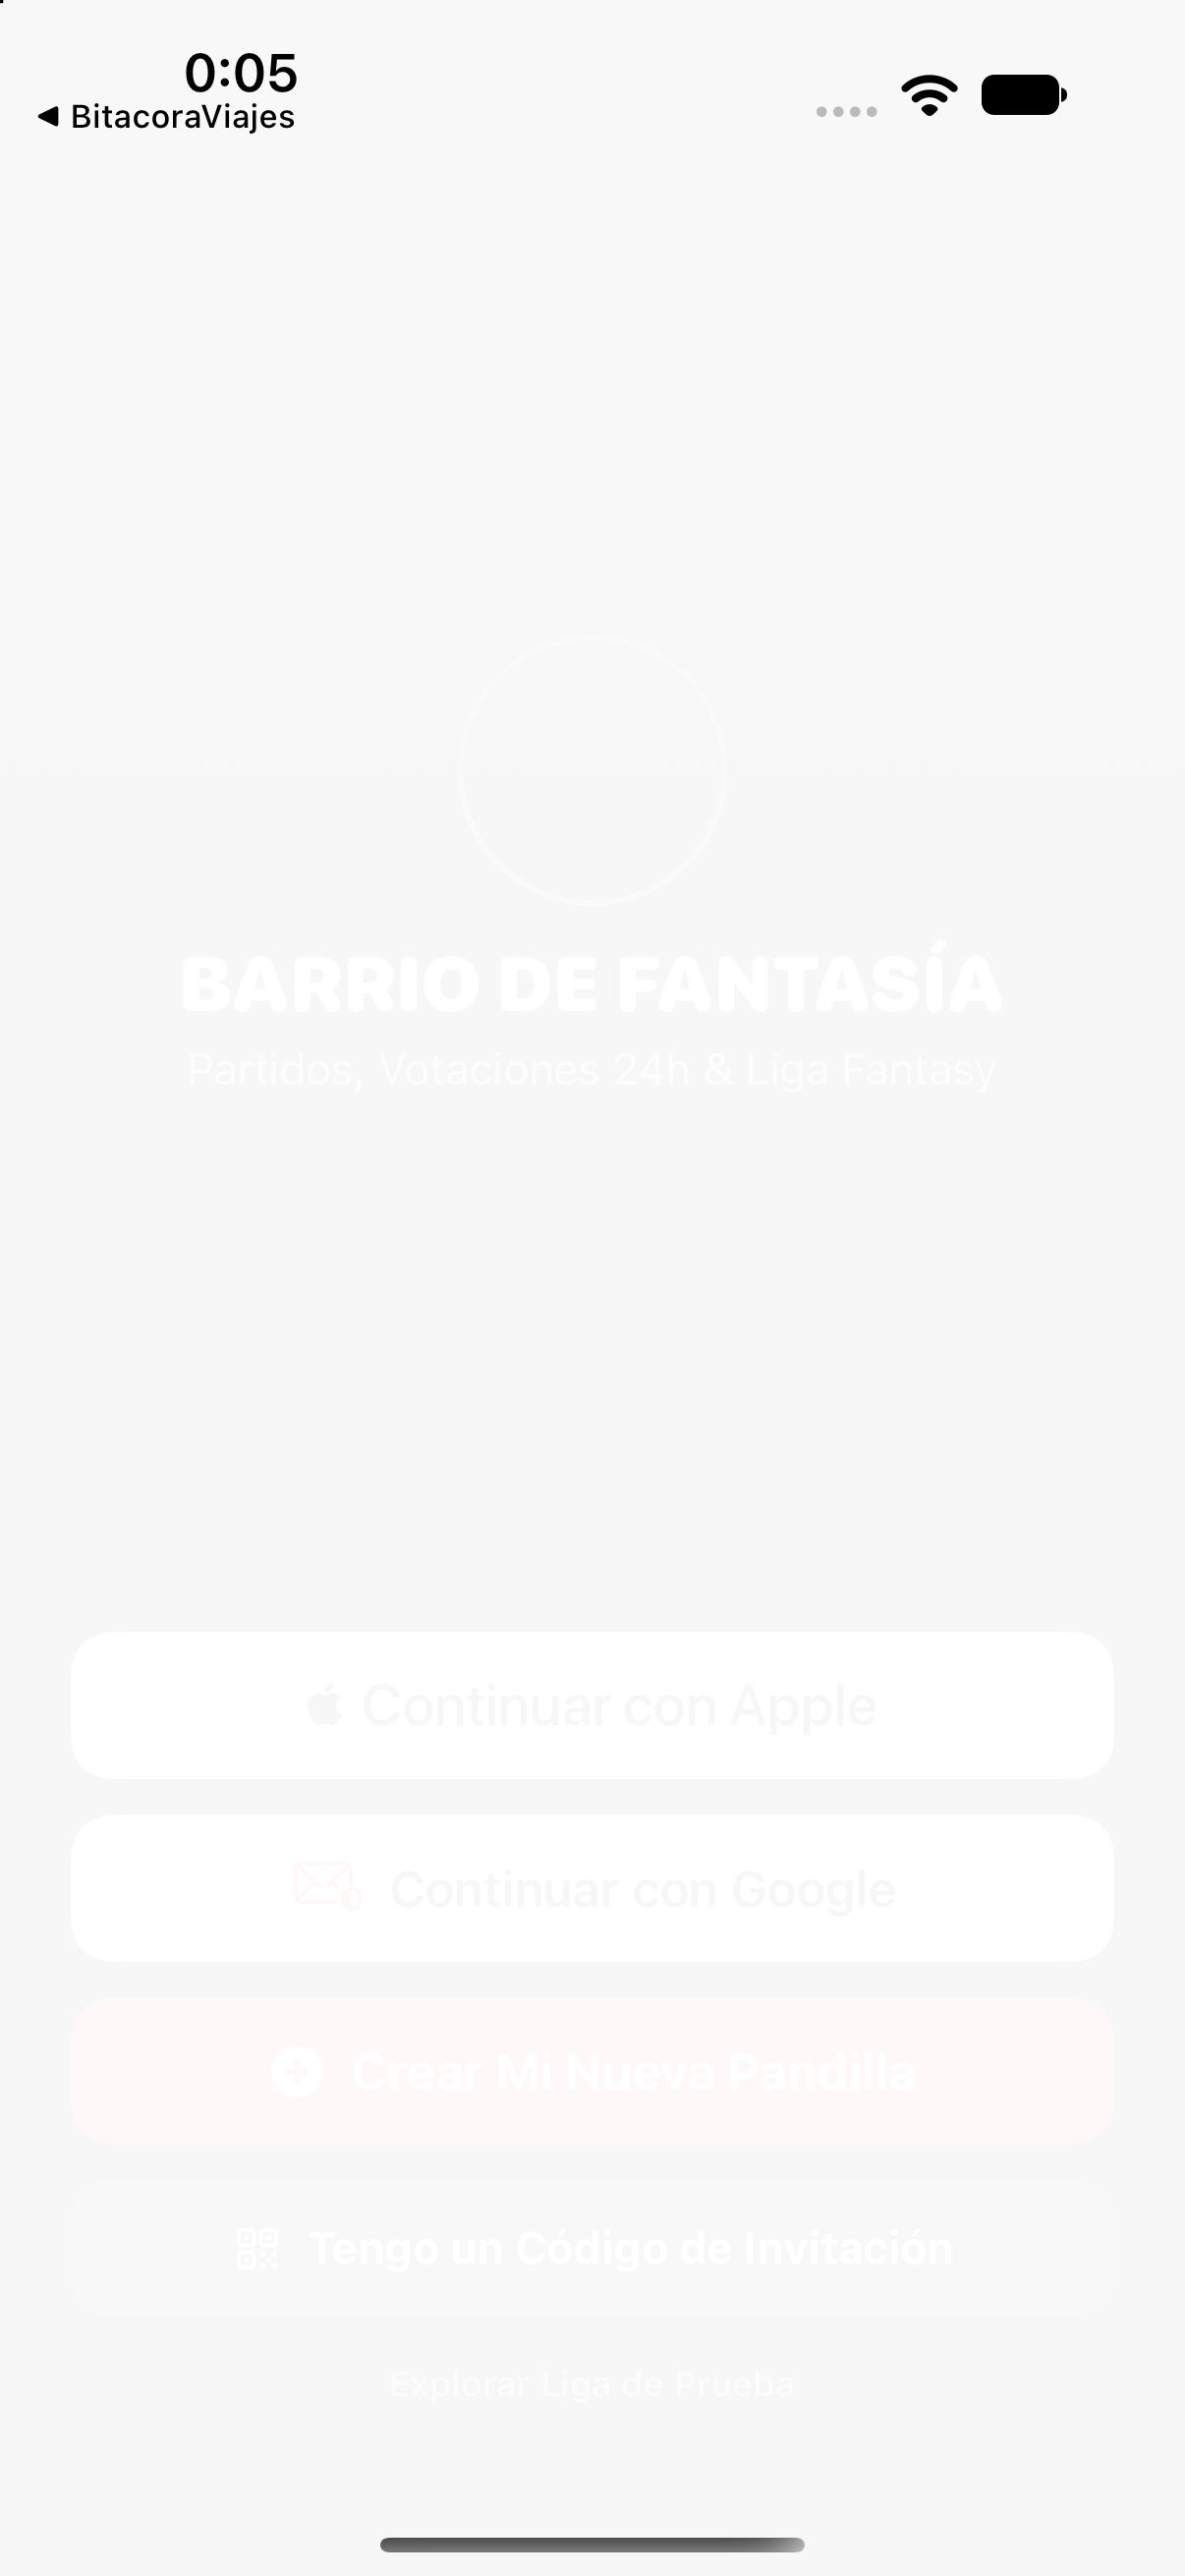 0:05
◀ BitacoraViajes
BARRIO DE FANTASÍA
Partidos, Votaciones 24h & Liga Fantasy
Continuar con Apple
Continuar con Google
Crear Mi Nueva Pandilla
Tengo un Código de Invitación
Explorar Liga de Prueba